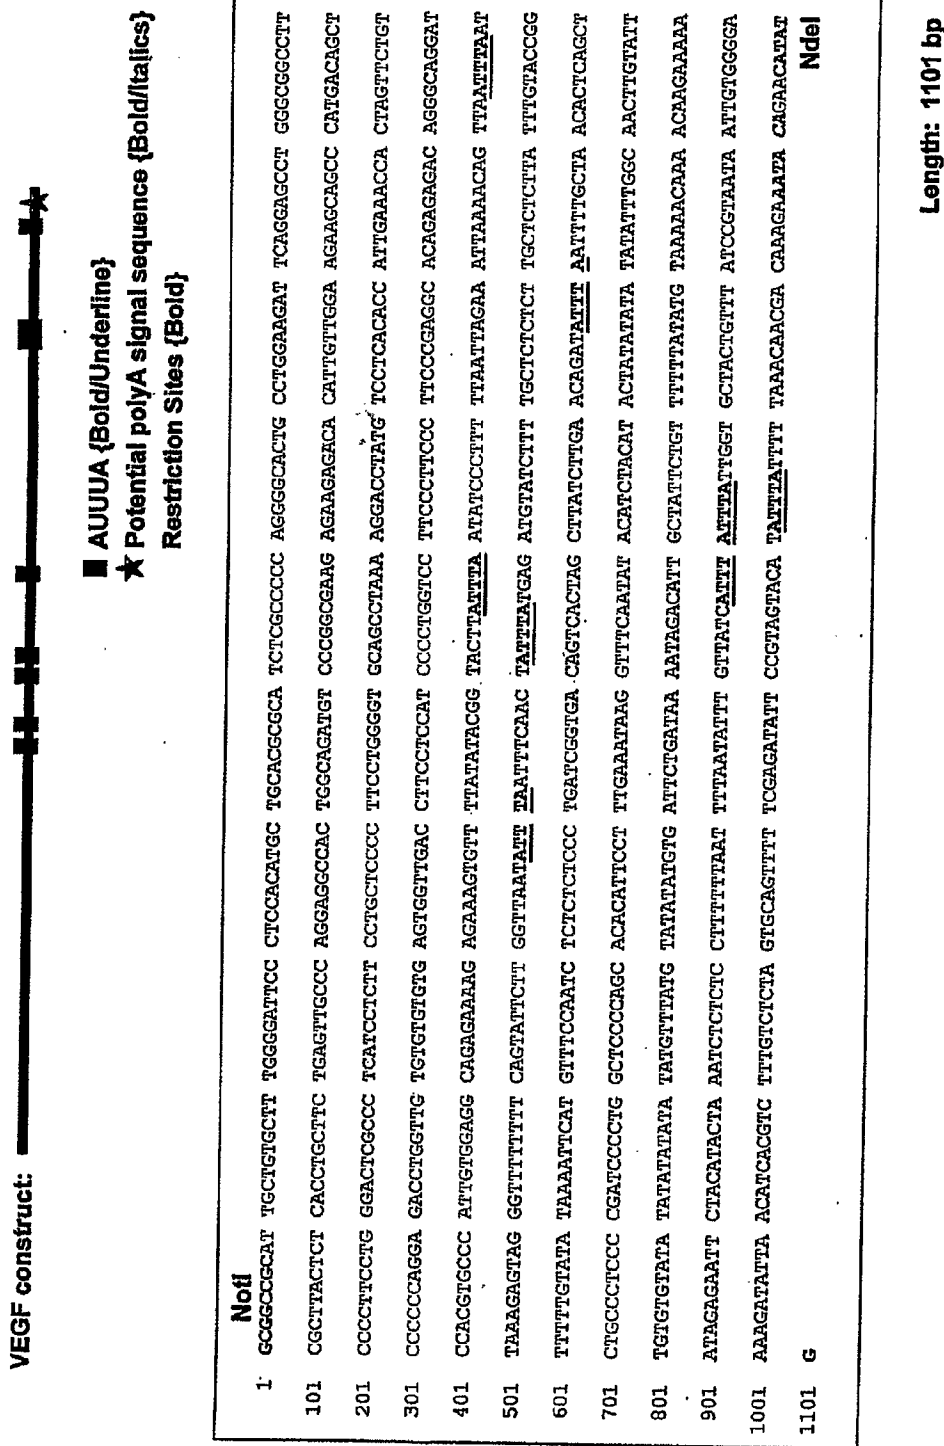 VEGF construct:
■ AUUUA {Bold/Underline}
★ Potential polyA signal sequence {Bold/Italics}
Restriction Sites {Bold}
NotI
1 GCGGCCGCAT TGCTGTGCTT TGGGGATTCC CTCCACATGC TGCACGCGCA TCTCGCCCCC AGGGGCACTG CCTGGAAGAT TCAGGAGCCT GGGCGGCCTT
101 CGCTTACTCT CACCTGCTTC TGAGTTGCCC AGGAGGCCAC TGGCAGATGT CCCGGCGAAG AGAAGAGACA CATTGTTGGA AGAAGCAGCC CATGACAGCT
201 CCCCTTCCTG GGACTCGCCC TCATCCTCTT CCTGCTCCCC TTCCTGGGGT GCAGCCTAAA AGGACCTATG TCCTCACACC ATTGAAACCA CTAGTTCTGT
301 CCCCCCAGGA GACCTGGTTG TGTGTGTGTG AGTGGTTGAC CTTCCTCCAT CCCCTGGTCC TTCCCTTCCC TTCCCGAGGC ACAGAGAGAC AGGGCAGGAT
401 CCACGTGCCC ATTGTGGAGG CAGAGAAAAG AGAAAGTGTT TTATATACGG TACTTATTTA ATATCCCTTT TTAATTAGAA ATTAAAACAG TTAATTTAAT
501 TAAAGAGTAG GGTTTTTTTT CAGTATTCTT GGTTAATATT TAATTTCAAC TATTTATGAG ATGTATCTTT TGCTCTCTCT TGCTCTCTTA TTTGTACCGG
601 TTTTTGTATA TAAAATTCAT GTTTCCAATC TCTCTCTCCC TGATCGGTGA CAGTCACTAG CTTATCTTGA ACAGATATTT AATTTTGCTA ACACTCAGCT
701 CTGCCCTCCC CGATCCCCTG GCTCCCCAGC ACACATTCCT TTGAAATAAG GTTTCAATAT ACATCTACAT ACTATATATA TATATTTGGC AACTTGTATT
801 TGTGTGTATA TATATATATA TATGTTTATG TATATATGTG ATTCTGATAA AATAGACATT GCTATTCTGT TTTTTATATG TAAAAACAAA ACAAGAAAAA
901 ATAGAGAATT CTACATACTA AATCTCTCTC CTTTTTTAAT TTTAATATTT GTTATCATTT ATTTATTGGT GCTACTGTTT ATCCGTAATA ATTGTGGGGA
1001 AAAGATATTA ACATCACGTC TTTGTCTCTA GTGCAGTTTT TCGAGATATT CCGTAGTACA TATTTATTTT TAAACAACGA CAAAGAAATA CAGAACATAT
1101 G
NdeI
Length: 1101 bp